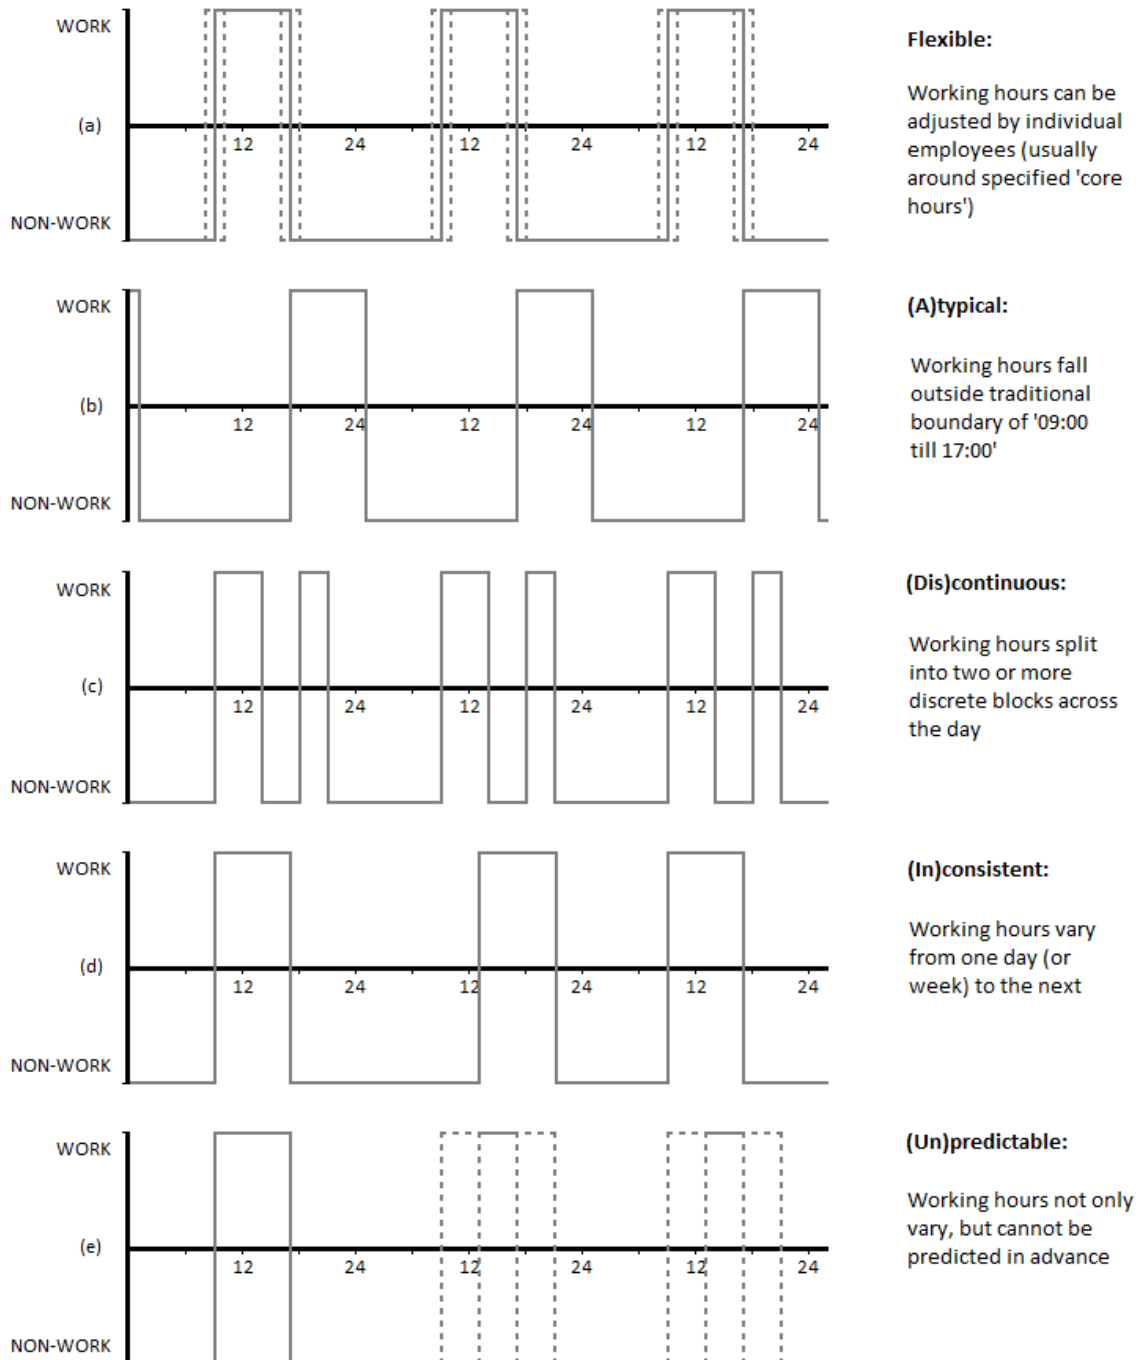 WORK
(a)
12 24 12 24 12 24
NON-WORK
Flexible:
Working hours can be
adjusted by individual
employees (usually
around specified 'core
hours')
WORK
(b)
12 24 12 24 12 24
NON-WORK
(A)typical:
Working hours fall
outside traditional
boundary of '09:00
till 17:00'
WORK
(c)
12 24 12 24 12 24
NON-WORK
(Dis)continuous:
Working hours split
into two or more
discrete blocks across
the day
WORK
(d)
12 24 12 24 12 24
NON-WORK
(In)consistent:
Working hours vary
from one day (or
week) to the next
WORK
(e)
12 24 12 24 12 24
NON-WORK
(Un)predictable:
Working hours not only
vary, but cannot be
predicted in advance